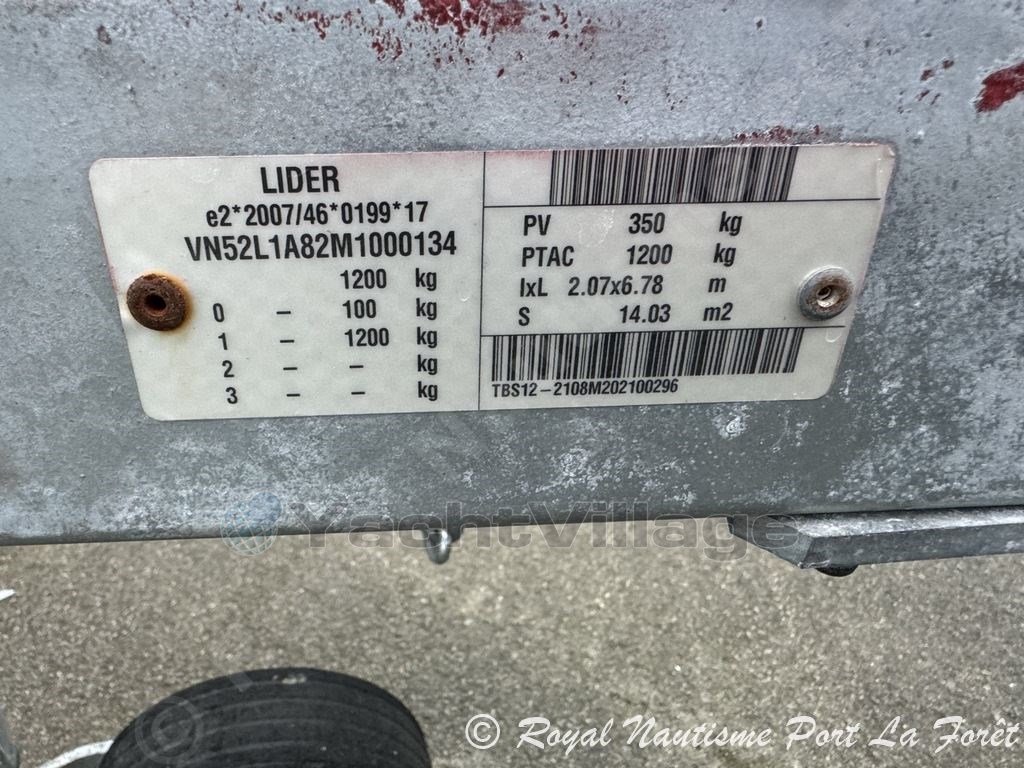 LIDER
e2*2007/46*0199*17
VN52L1A82M1000134
1200 kg
0 – 100 kg
1 – 1200 kg
2 – – kg
3 – – kg
PV 350 kg
PTAC 1200 kg
lxL 2.07x6.78 m
S 14.03 m2
TBS12–2108M202100296
YachtVillage
© Royal Nautisme Port La Forêt